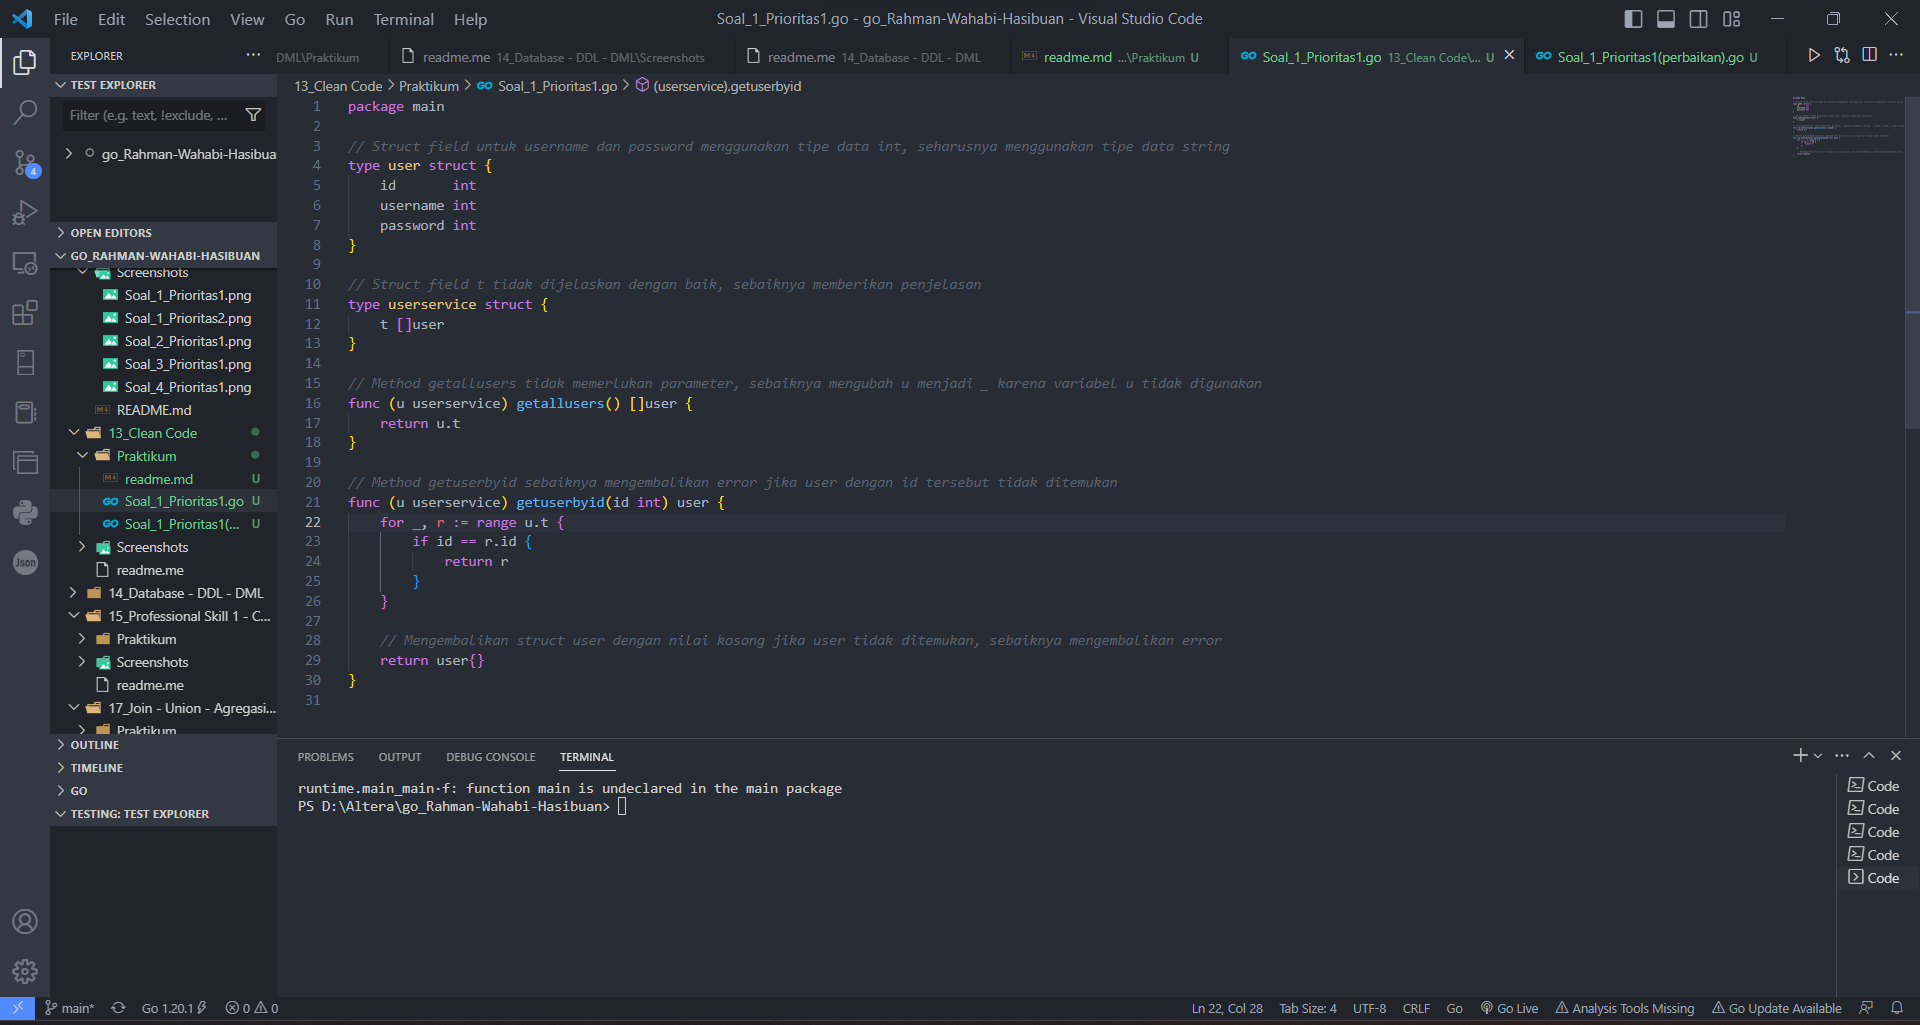 File Edit Selection View Go Run Terminal Help
Soal_1_Prioritas1.go - go_Rahman-Wahabi-Hasibuan - Visual Studio Code
EXPLORER
DML\Praktikum
readme.me 14_Database - DDL - DML\Screenshots
readme.me 14_Database - DDL - DML
readme.md ...\Praktikum U
Soal_1_Prioritas1.go 13_Clean Code\... U
Soal_1_Prioritas1(perbaikan).go U
TEST EXPLORER
Filter (e.g. text, !exclude, ...
go_Rahman-Wahabi-Hasibua
4
OPEN EDITORS
GO_RAHMAN-WAHABI-HASIBUAN
Screenshots
Soal_1_Prioritas1.png
Soal_1_Prioritas2.png
Soal_2_Prioritas1.png
Soal_3_Prioritas1.png
Soal_4_Prioritas1.png
README.md
13_Clean Code
Praktikum
readme.md U
Soal_1_Prioritas1.go U
Soal_1_Prioritas1(... U
Screenshots
readme.me
14_Database - DDL - DML
15_Professional Skill 1 - C...
Praktikum
Screenshots
readme.me
17_Join - Union - Agregasi...
Praktikum
OUTLINE
TIMELINE
GO
TESTING: TEST EXPLORER
Json
13_Clean Code > Praktikum > Soal_1_Prioritas1.go > (userservice).getuserbyid
1 package main
2
3 // Struct field untuk username dan password menggunakan tipe data int, seharusnya menggunakan tipe data string
4 type user struct {
5 id int
6 username int
7 password int
8 }
9
10 // Struct field t tidak dijelaskan dengan baik, sebaiknya memberikan penjelasan
11 type userservice struct {
12 t []user
13 }
14
15 // Method getallusers tidak memerlukan parameter, sebaiknya mengubah u menjadi _ karena variabel u tidak digunakan
16 func (u userservice) getallusers() []user {
17 return u.t
18 }
19
20 // Method getuserbyid sebaiknya mengembalikan error jika user dengan id tersebut tidak ditemukan
21 func (u userservice) getuserbyid(id int) user {
22 for _, r := range u.t {
23 if id == r.id {
24 return r
25 }
26 }
27
28 // Mengembalikan struct user dengan nilai kosong jika user tidak ditemukan, sebaiknya mengembalikan error
29 return user{}
30 }
31
PROBLEMS OUTPUT DEBUG CONSOLE TERMINAL
runtime.main_main·f: function main is undeclared in the main package
PS D:\Altera\go_Rahman-Wahabi-Hasibuan>
Code
Code
Code
Code
Code
main* Go 1.20.1 0 0
Ln 22, Col 28 Tab Size: 4 UTF-8 CRLF Go Go Live Analysis Tools Missing Go Update Available